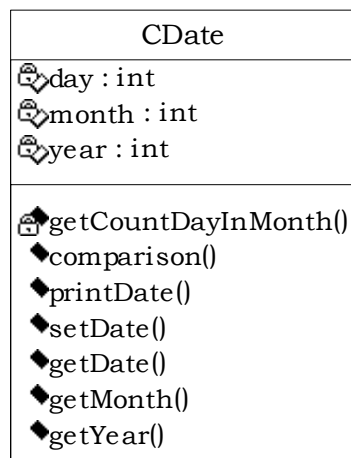 CDate
day : int
month : int
year : int
getCountDayInMonth()
comparison()
printDate()
setDate()
getDate()
getMonth()
getYear()